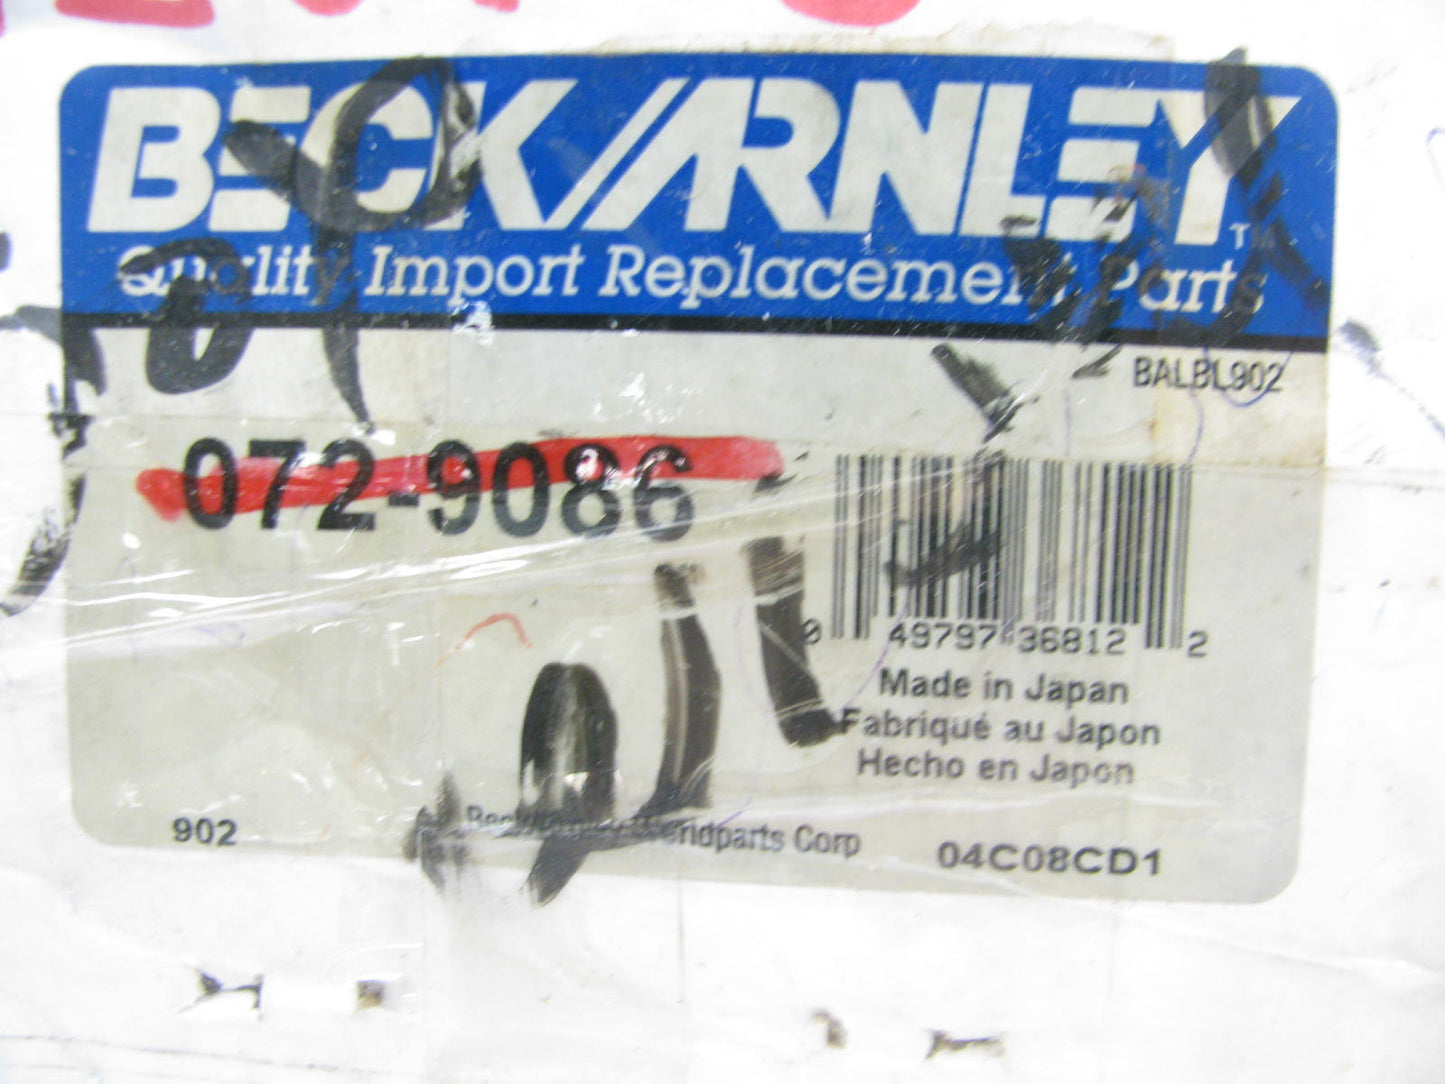 BECK/ARNLEY TM
Quality Import Replacement Parts
BALBL902
072-9086
0 49797 36812 2
Made in Japan
Fabriqué au Japon
Hecho en Japon
902
Worldparts Corp
04C08CD1